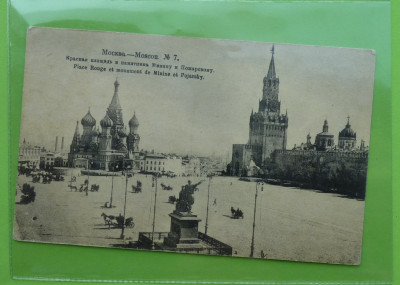 Москва.—Moscou № 7.
Красная площадь и памятникъ Минину и Пожарскому.
Place Rouge et monument de Minine et Pojarsky.